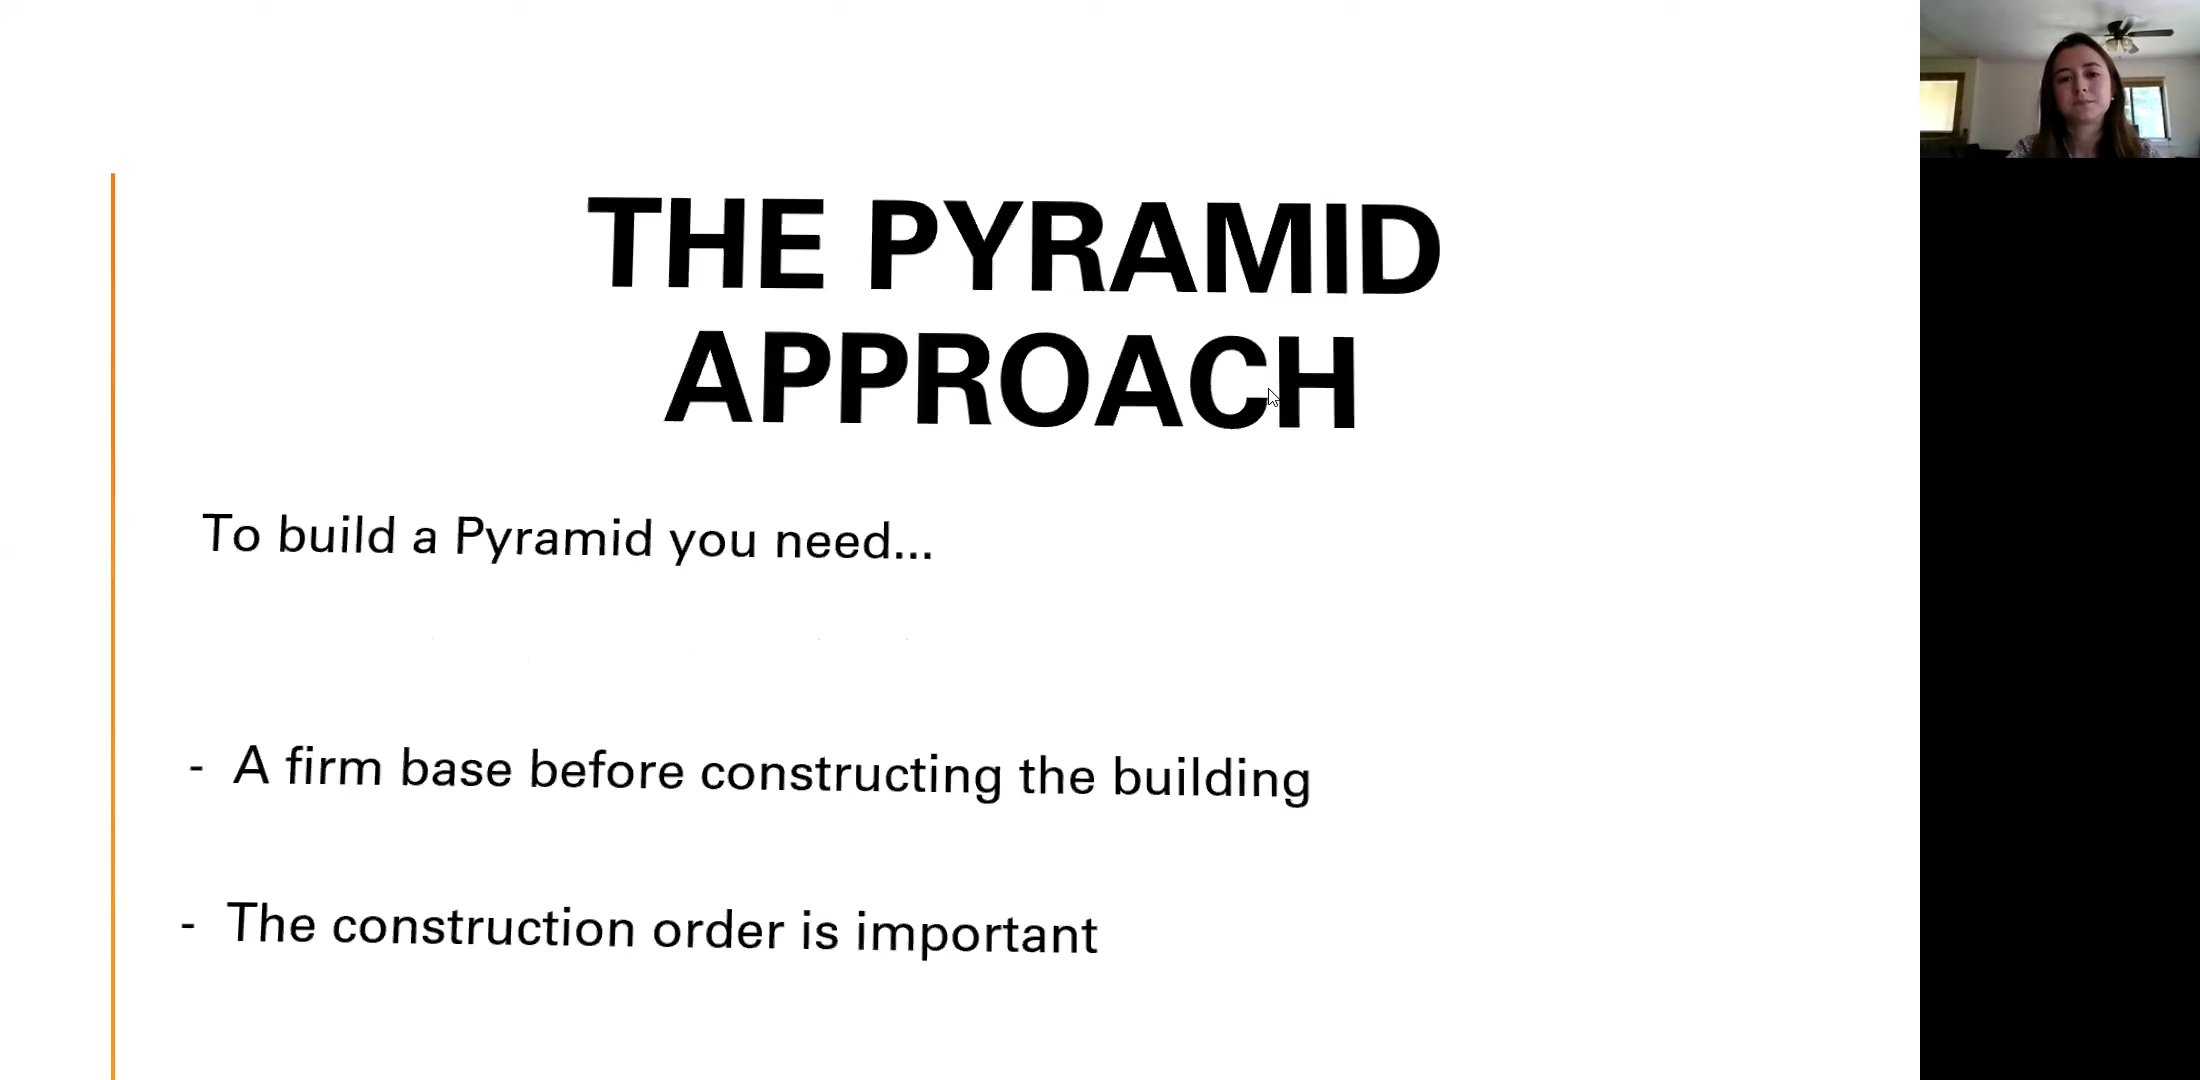 THE PYRAMID
APPROACH
To build a Pyramid you need...
- A firm base before constructing the building
- The construction order is important